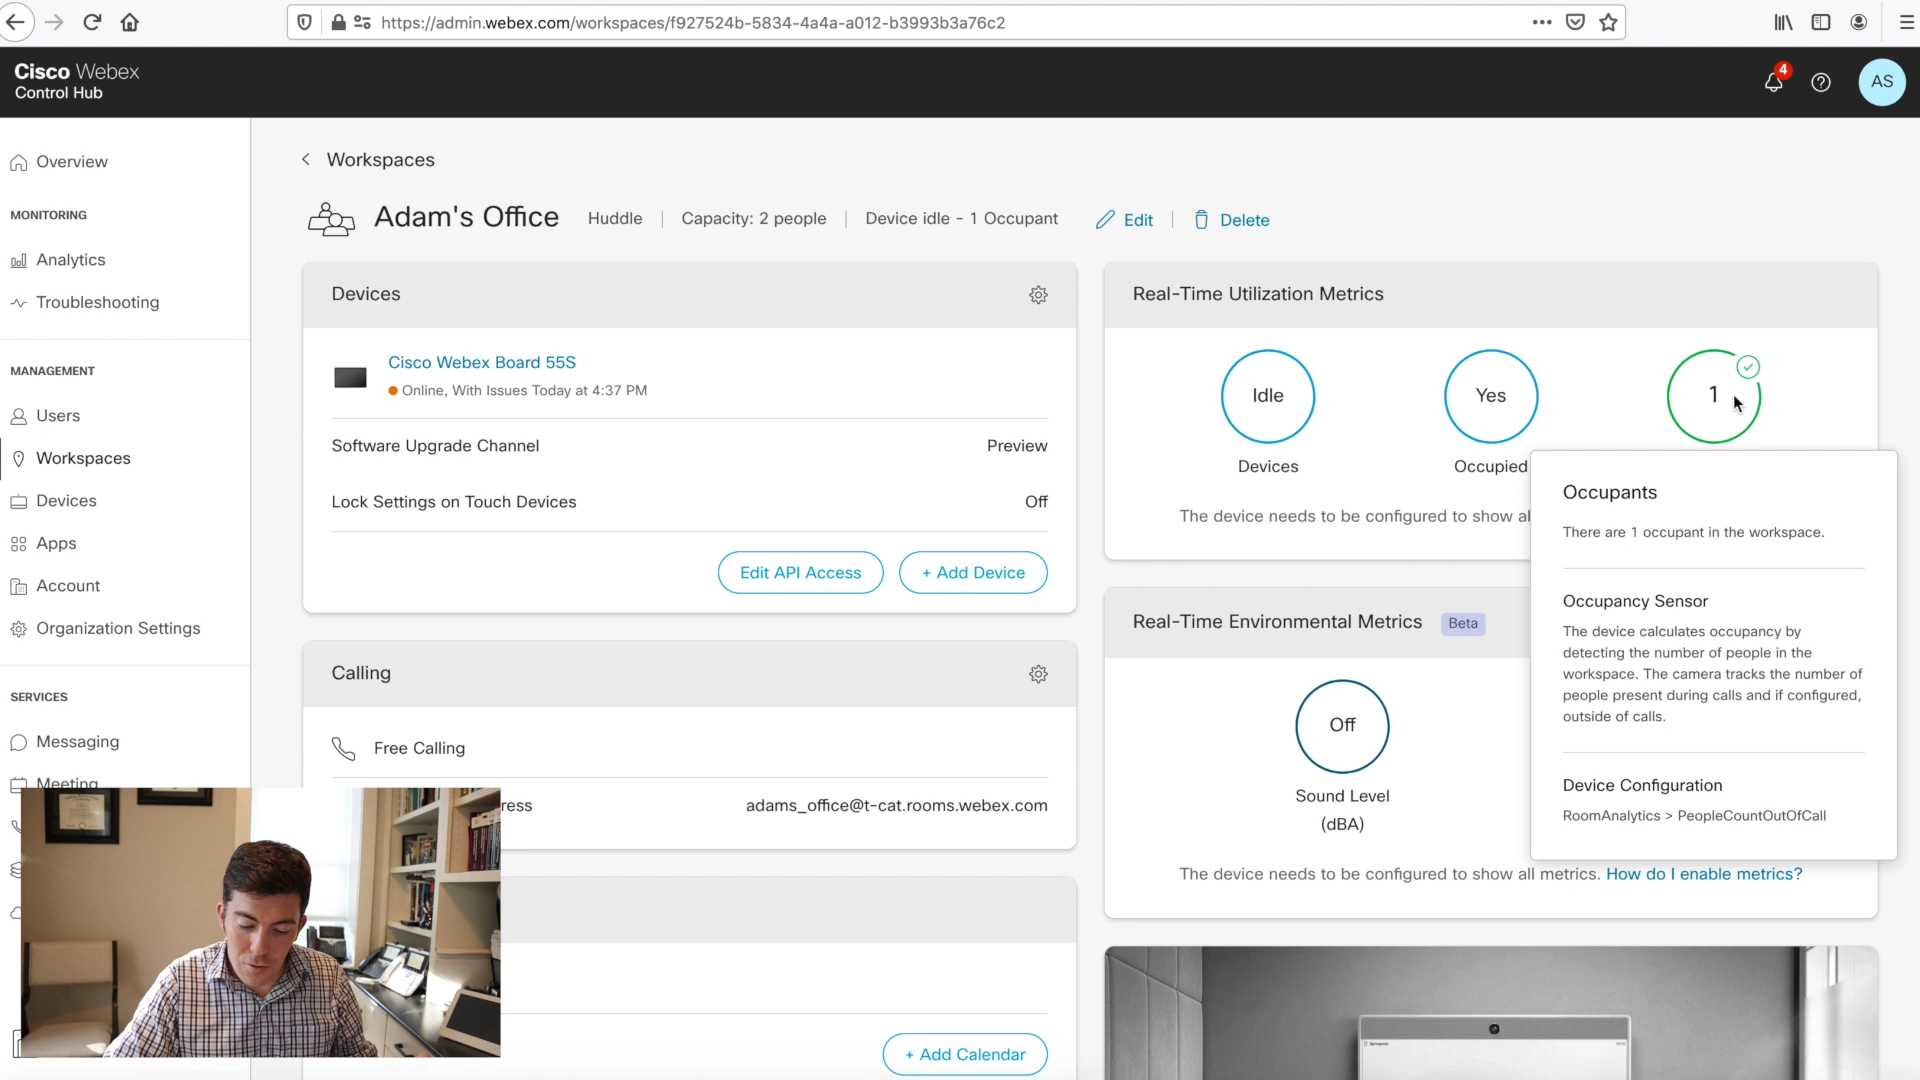 https://admin.webex.com/workspaces/f927524b-5834-4a4a-a012-b3993b3a76c2
Cisco Webex
Control Hub
4
AS
Overview
MONITORING
Analytics
Troubleshooting
MANAGEMENT
Users
Workspaces
Devices
Apps
Account
Organization Settings
SERVICES
Messaging
Meeting
Workspaces
Adam's Office
Huddle
Capacity: 2 people
Device idle - 1 Occupant
Edit
Delete
Devices
Cisco Webex Board 55S
Online, With Issues Today at 4:37 PM
Software Upgrade Channel
Preview
Lock Settings on Touch Devices
Off
Edit API Access
+ Add Device
Calling
Free Calling
ress
adams_office@t-cat.rooms.webex.com
+ Add Calendar
Real-Time Utilization Metrics
Idle
Yes
1
Devices
Occupied
The device needs to be configured to show al
Real-Time Environmental Metrics
Beta
Off
Sound Level
(dBA)
The device needs to be configured to show all metrics. How do I enable metrics?
Occupants
There are 1 occupant in the workspace.
Occupancy Sensor
The device calculates occupancy by
detecting the number of people in the
workspace. The camera tracks the number of
people present during calls and if configured,
outside of calls.
Device Configuration
RoomAnalytics > PeopleCountOutOfCall